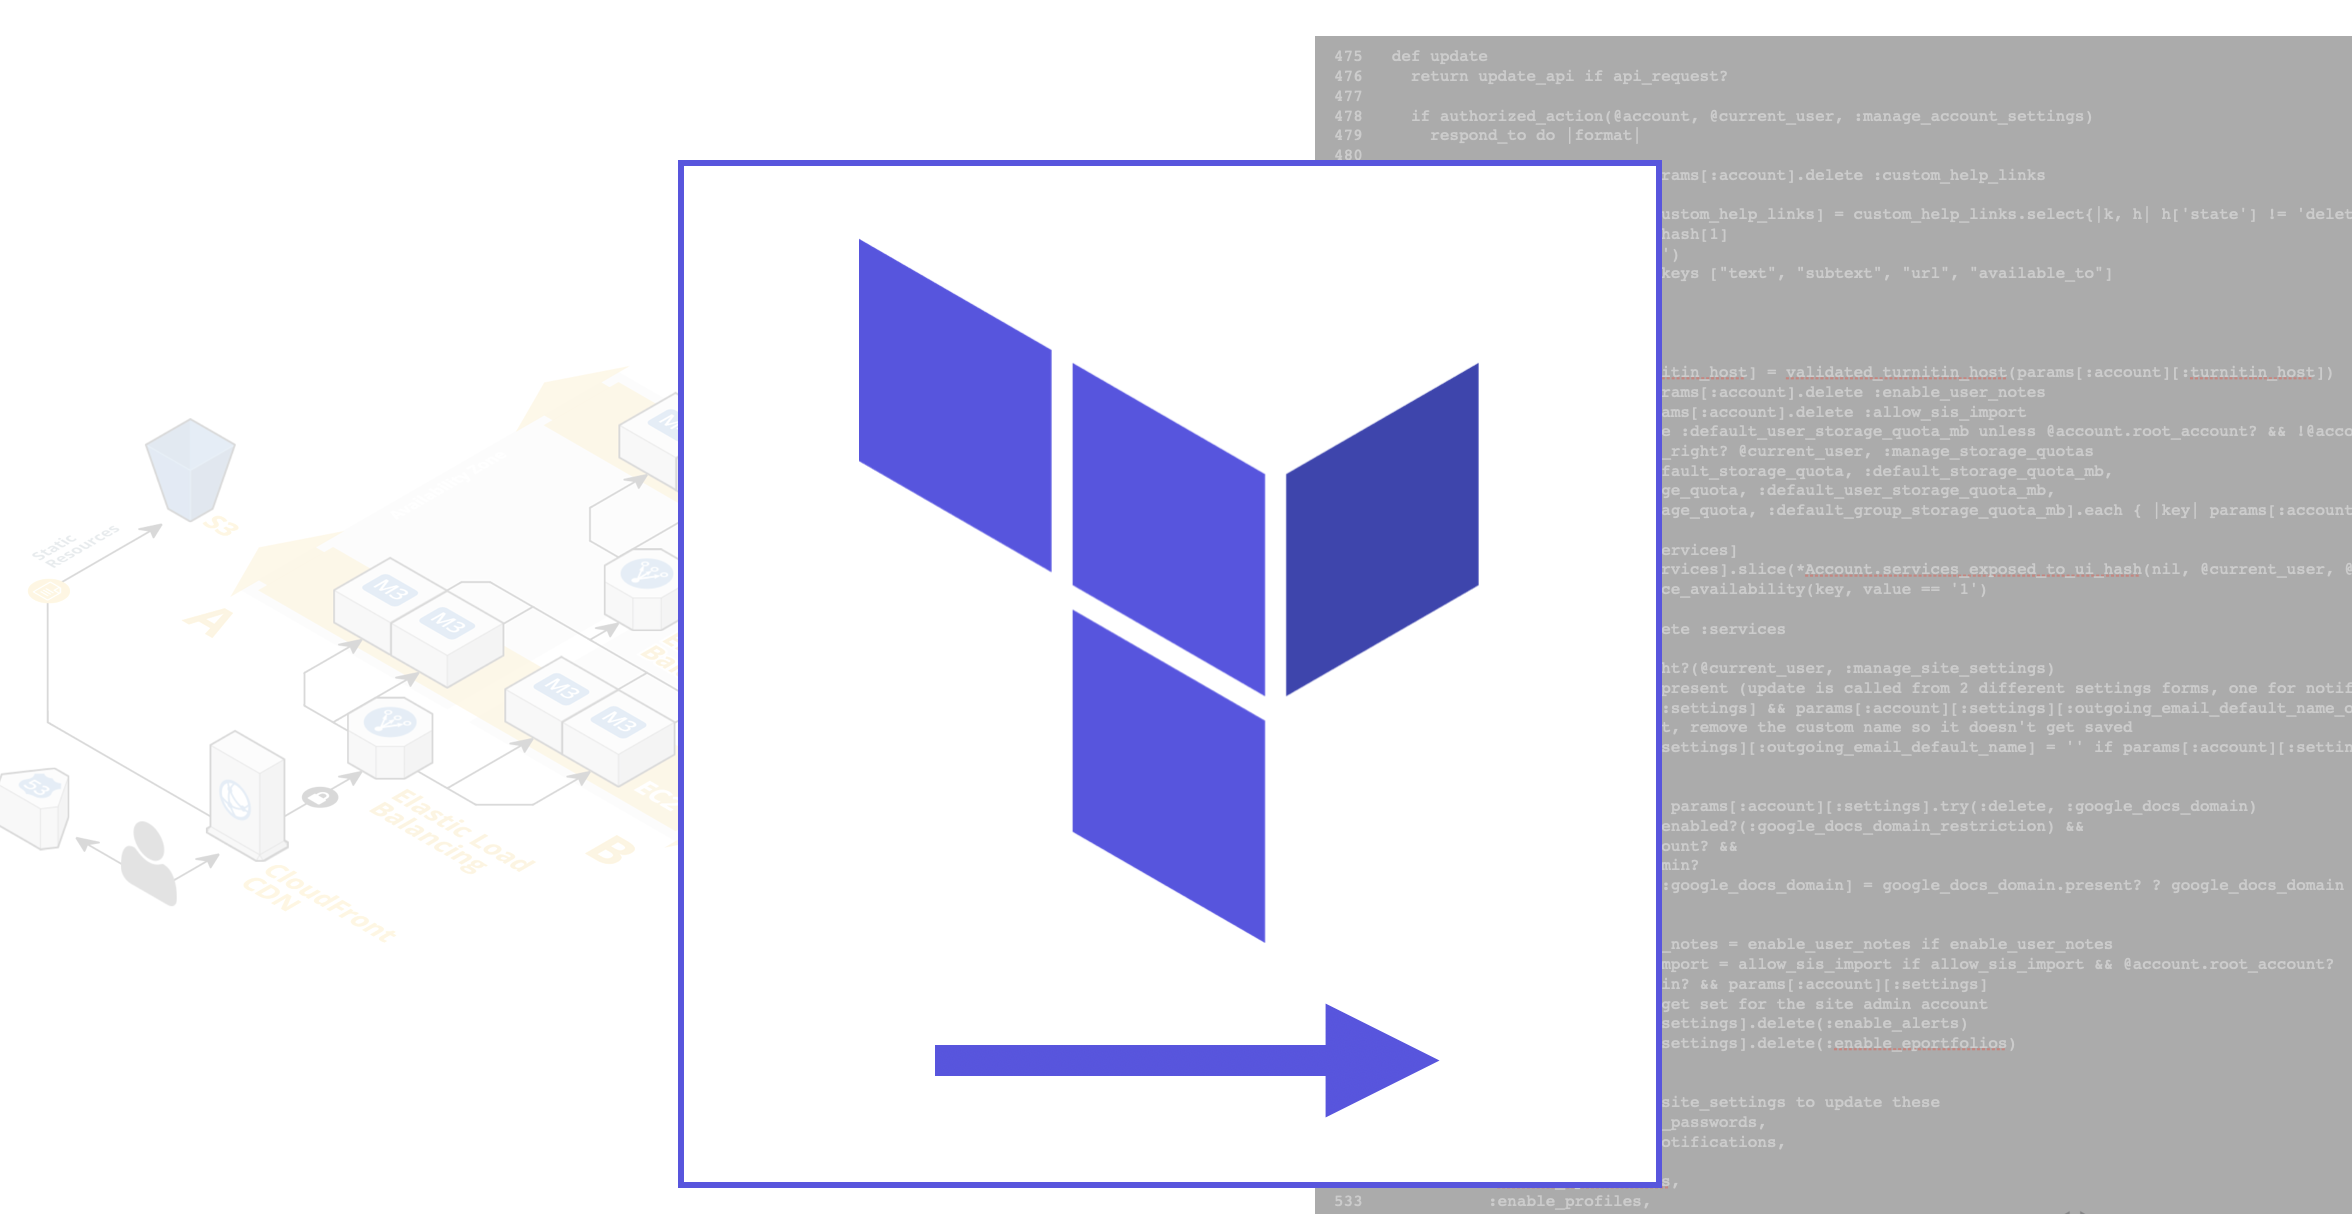 Static
Resources
S3
A
M3
M3
M3
M3
M3
Elastic Load
Balancing
B
EC2
53
CloudFront
CDN
475 def update
476 return update_api if api_request?
477
478 if authorized_action(@account, @current_user, :manage_account_settings)
479 respond_to do |format|
480
rams[:account].delete :custom_help_links
ustom_help_links] = custom_help_links.select{|k, h| h['state'] != 'delet
hash[1]
')
keys ["text", "subtext", "url", "available_to"]
itin_host] = validated_turnitin_host(params[:account][:turnitin_host])
rams[:account].delete :enable_user_notes
ams[:account].delete :allow_sis_import
e :default_user_storage_quota_mb unless @account.root_account? && !@acco
_right? @current_user, :manage_storage_quotas
fault_storage_quota, :default_storage_quota_mb,
ge_quota, :default_user_storage_quota_mb,
age_quota, :default_group_storage_quota_mb].each { |key| params[:account
ervices]
rvices].slice(*Account.services_exposed_to_ui_hash(nil, @current_user, @
ce_availability(key, value == '1')
ete :services
ht?(@current_user, :manage_site_settings)
present (update is called from 2 different settings forms, one for notif
:settings] && params[:account][:settings][:outgoing_email_default_name_o
t, remove the custom name so it doesn't get saved
settings][:outgoing_email_default_name] = '' if params[:account][:settin
params[:account][:settings].try(:delete, :google_docs_domain)
enabled?(:google_docs_domain_restriction) &&
ount? &&
min?
:google_docs_domain] = google_docs_domain.present? ? google_docs_domain
_notes = enable_user_notes if enable_user_notes
mport = allow_sis_import if allow_sis_import && @account.root_account?
in? && params[:account][:settings]
get set for the site admin account
settings].delete(:enable_alerts)
settings].delete(:enable_eportfolios)
site_settings to update these
_passwords,
otifications,
s,
533 :enable_profiles,